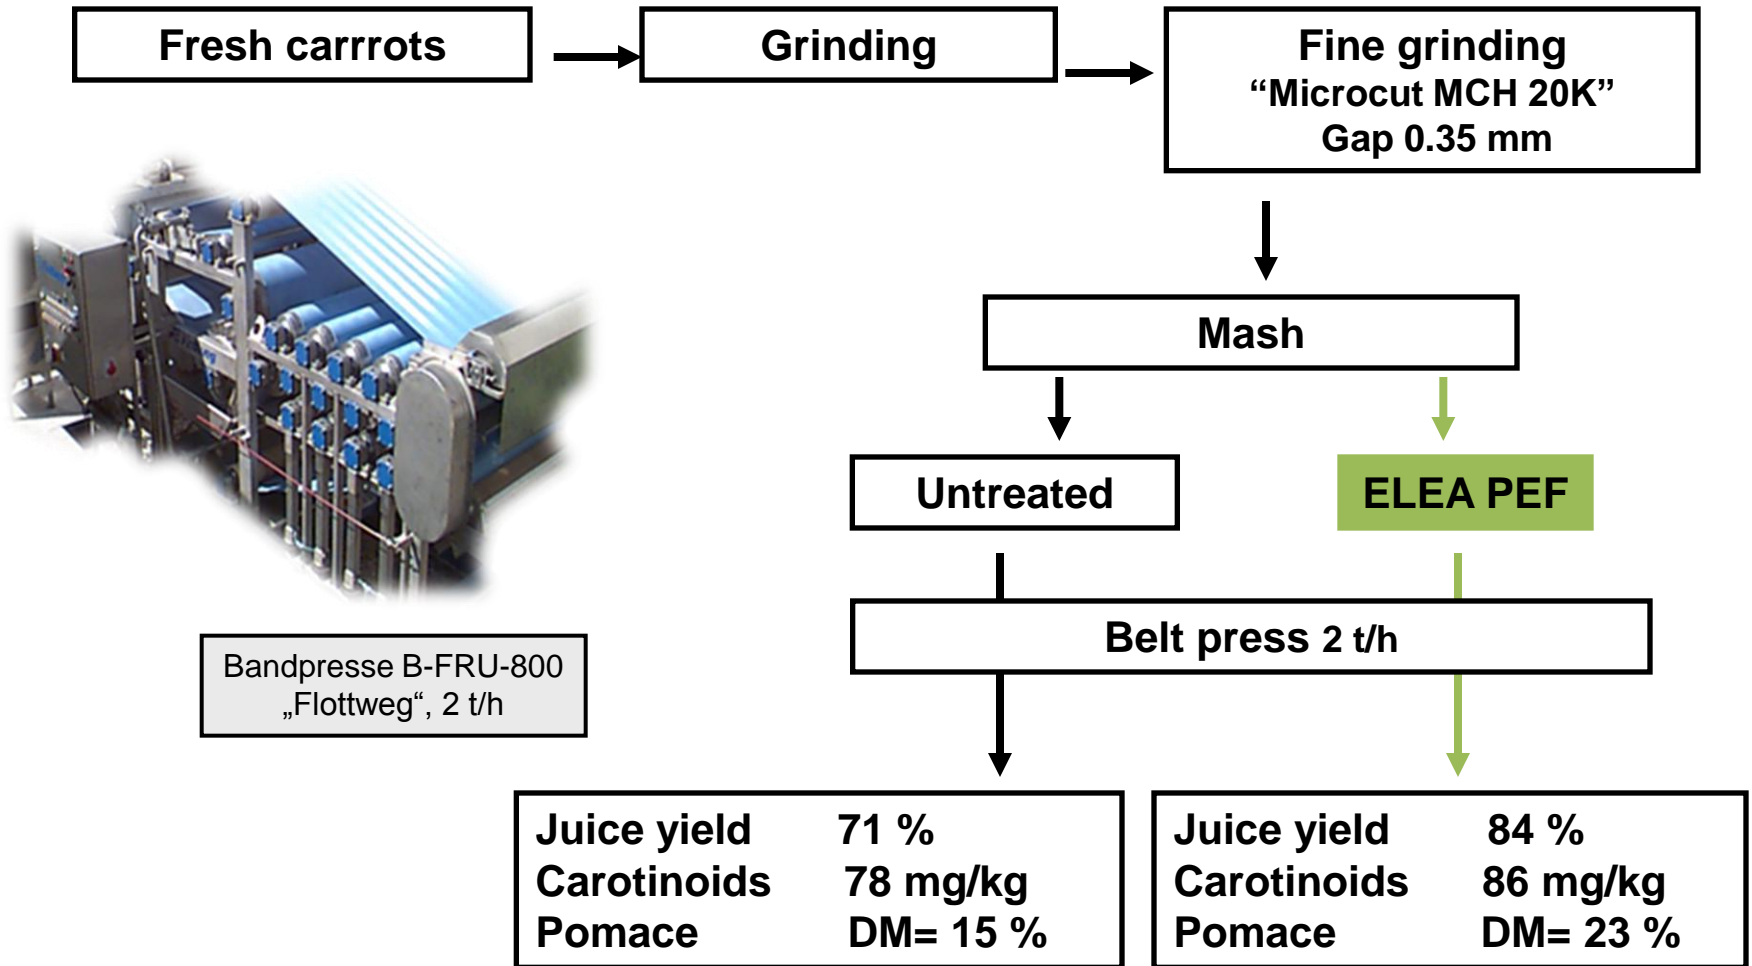 Fresh carrrots
Grinding
Fine grinding
“Microcut MCH 20K”
Gap 0.35 mm
Mash
Untreated
ELEA PEF
Belt press 2 t/h
Bandpresse B-FRU-800
„Flottweg“, 2 t/h
Juice yield 71 %
Carotinoids 78 mg/kg
Pomace DM= 15 %
Juice yield 84 %
Carotinoids 86 mg/kg
Pomace DM= 23 %